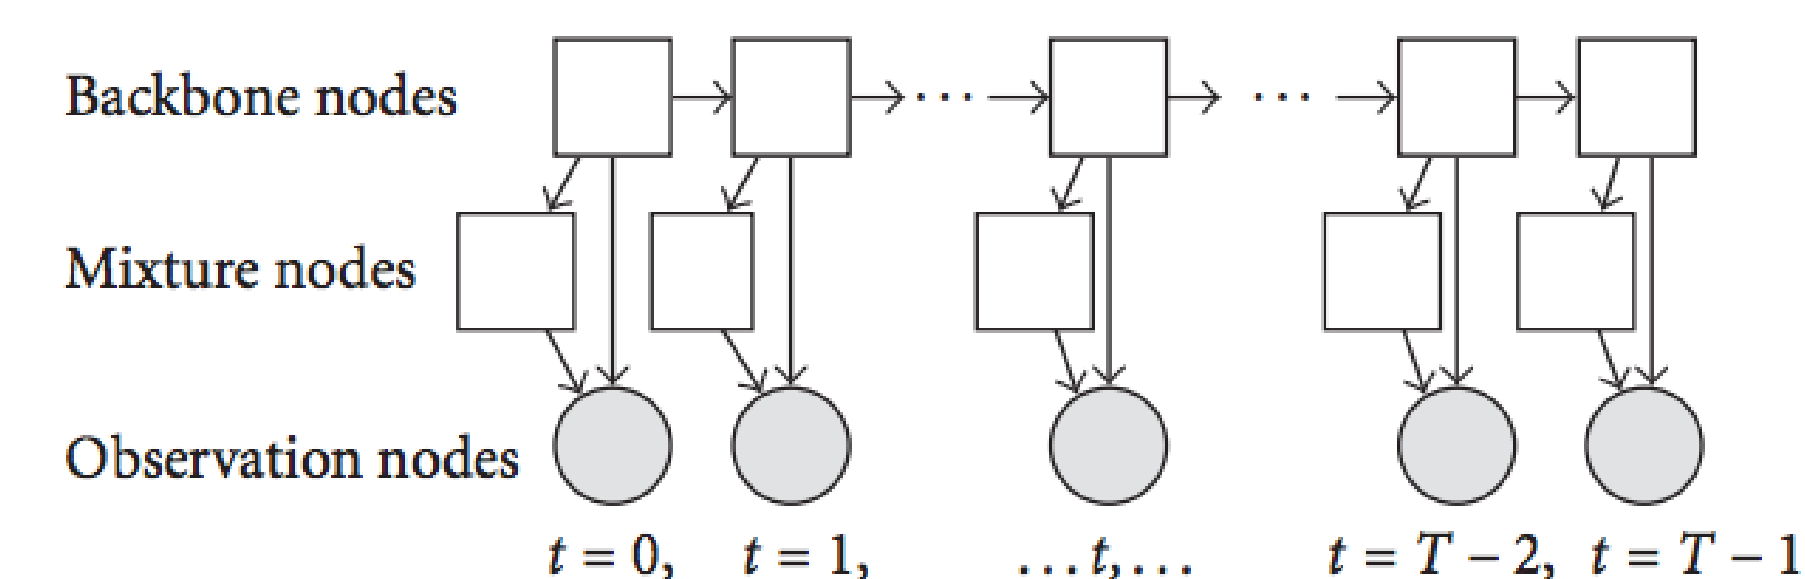 Backbone nodes
Mixture nodes
Observation nodes
t = 0, t = 1, ...t,... t = T − 2, t = T − 1